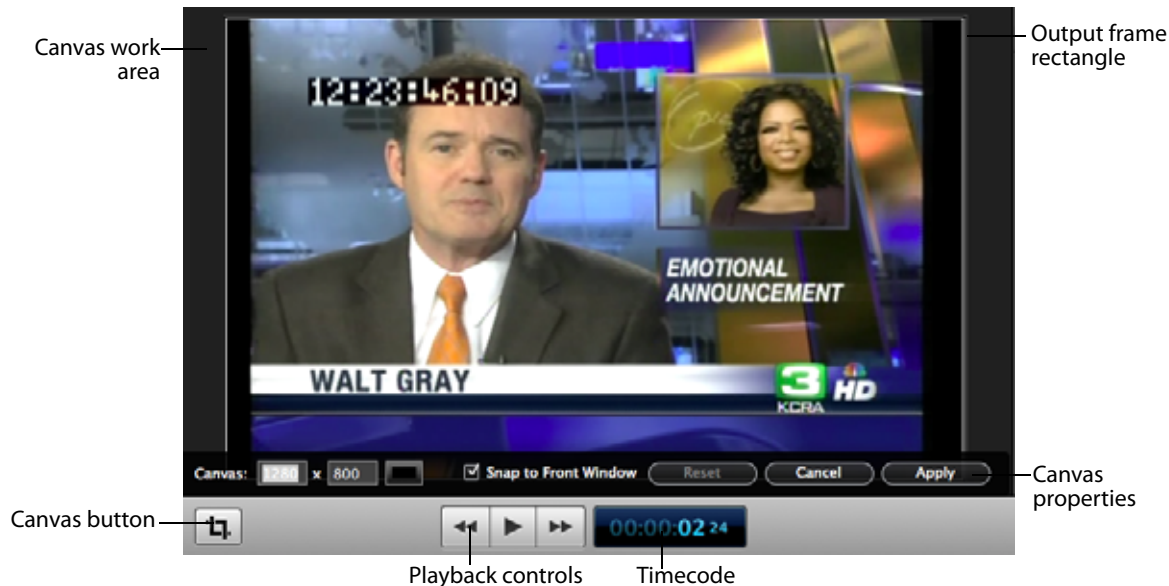 Canvas work
area
Output frame
rectangle
12:23:46:09
EMOTIONAL
ANNOUNCEMENT
WALT GRAY
3
KCRA
HD
Canvas: 1280 x 800 Snap to Front Window Reset Cancel Apply
Canvas
properties
Canvas button
00:00:02 24
Playback controls
Timecode